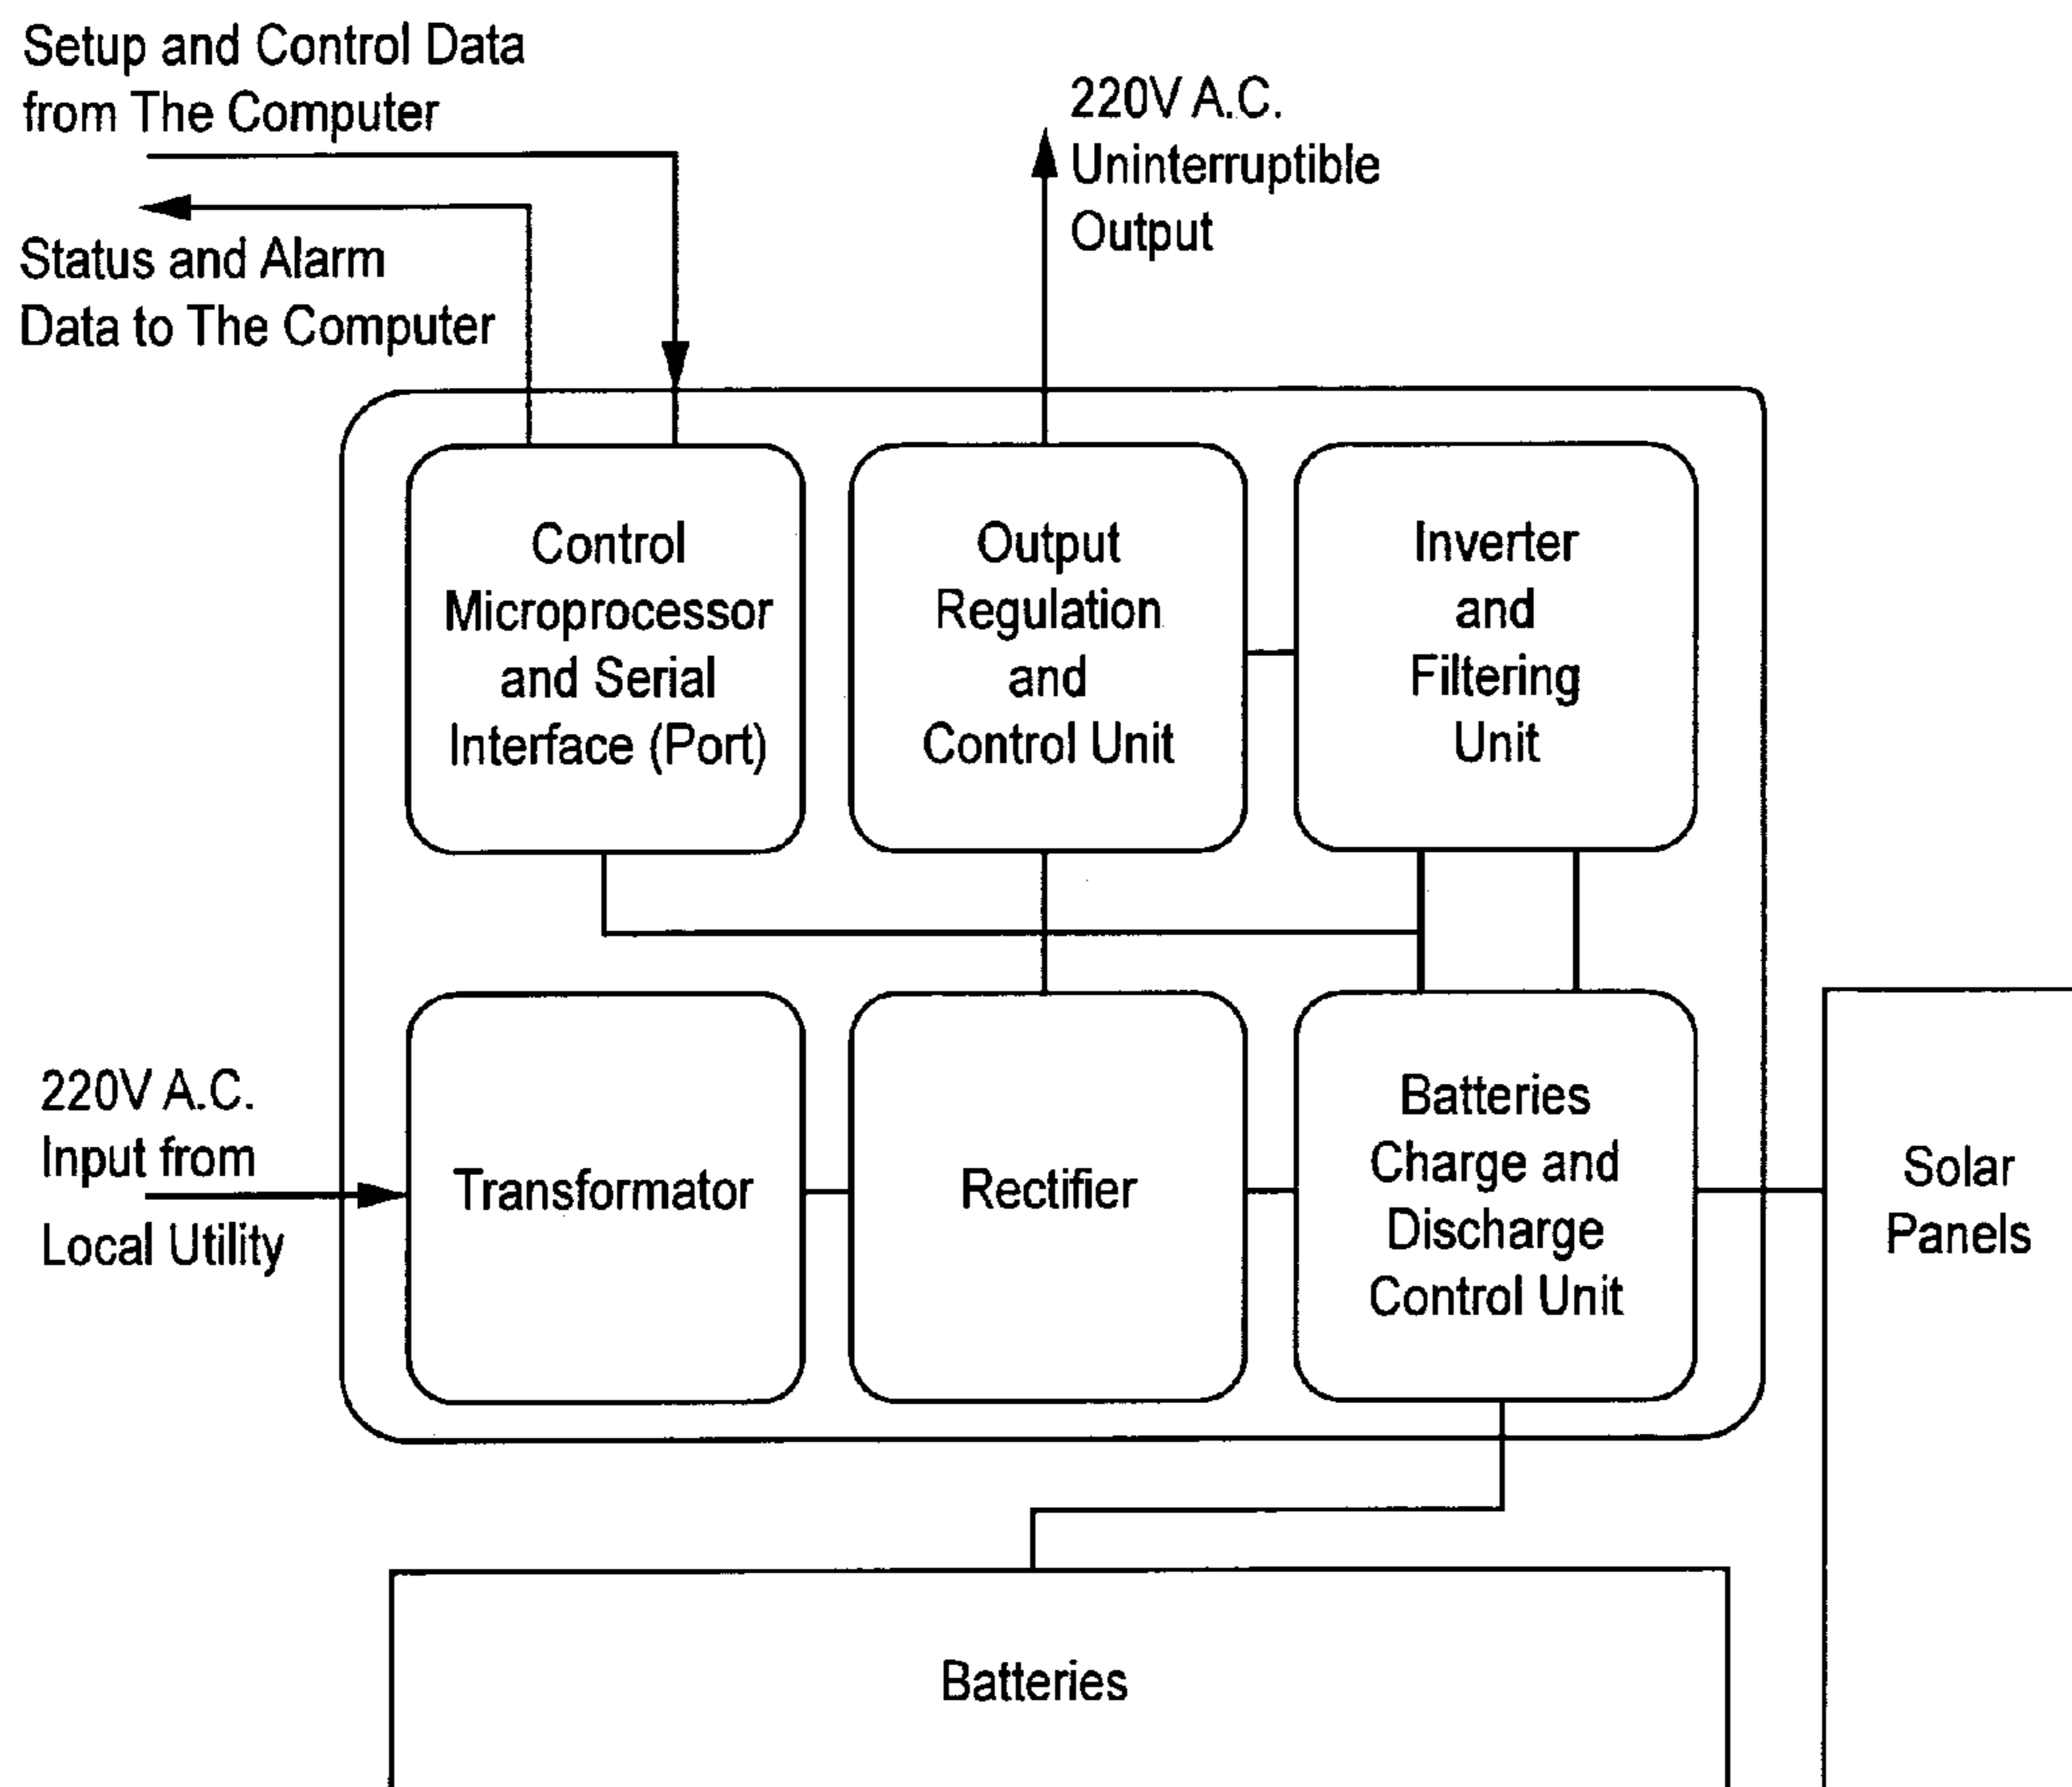 Setup and Control Data
from The Computer
Status and Alarm
Data to The Computer
220V A.C.
Uninterruptible
Output
Control
Microprocessor
and Serial
Interface (Port)
Output
Regulation
and
Control Unit
Inverter
and
Filtering
Unit
220V A.C.
Input from
Local Utility
Transformator
Rectifier
Batteries
Charge and
Discharge
Control Unit
Solar
Panels
Batteries